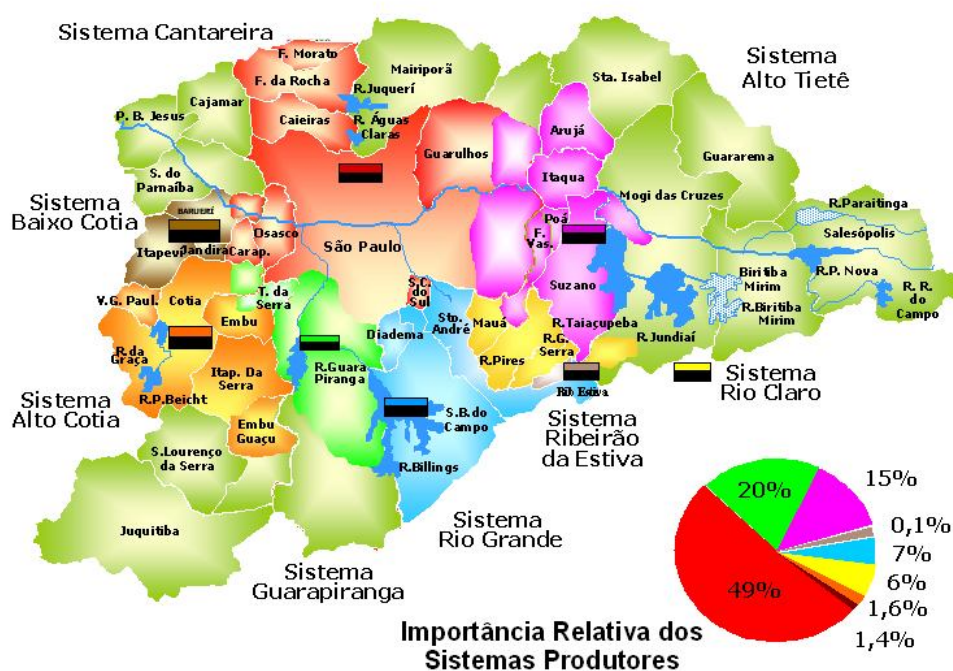 Sistema Cantareira
F. Morato
F. da Rocha
Mairiporã
R.Juquerí
Sta. Isabel
Sistema
Alto Tietê
Cajamar
P. B. Jesus
Caieiras
R. Águas
Claras
Arujá
Guarulhos
Guararema
S. do
Parnaíba
Itaqua
Mogi das Cruzes
Sistema
Baixo Cotia
BARUERÍ
R.Paraitinga
Salesópolis
Poá
F.
Vas.
Osasco
São Paulo
Itapevi
Jandira
Carap.
Biritiba
Mirim
R.P. Nova
V.G. Paul.
Cotia
T. da
Serra
S.C.
do
Sul
Suzano
R. R. do
Campo
Embu
Diadema
Sto.
André
Mauá
R.Taiaçupeba
R.Biritiba
Mirim
R.da
Graça
R.Guara
Piranga
R.Pires
R.G.
Serra
R.Jundiaí
Itap. Da
Serra
R.P.Beicht
Sistema
Rio Claro
Sistema
Alto Cotia
Embu
Guaçu
S.B.do
Campo
Sistema
Ribeirão
da Estiva
S.Lourenço
da Serra
R.Billings
Juquitiba
Sistema
Rio Grande
Sistema
Guarapiranga
20%
15%
0,1%
7%
6%
1,6%
1,4%
49%
Importância Relativa dos
Sistemas Produtores